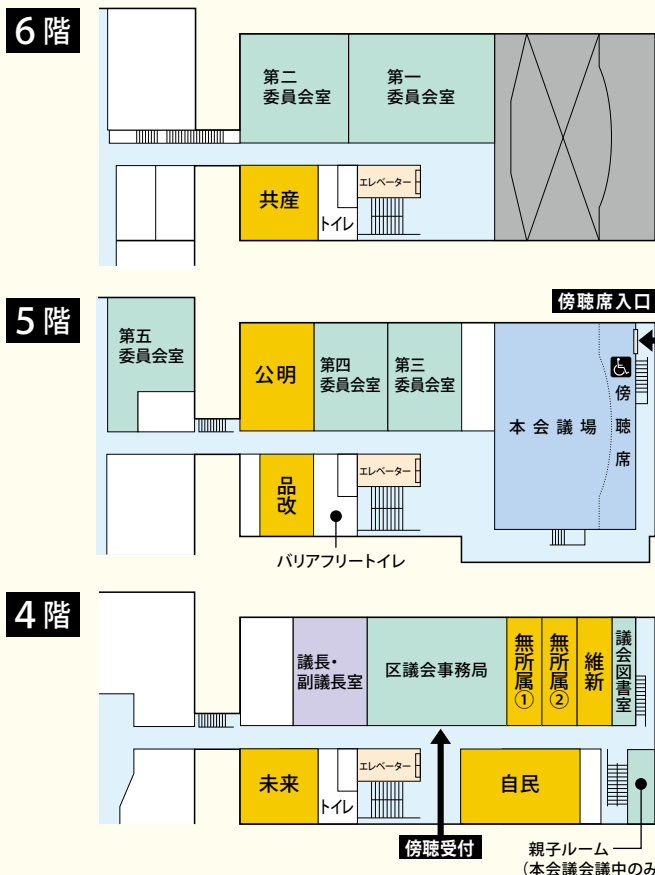 6階
第二
委員会室
第一
委員会室
共産
トイレ
エレベーター
5階
傍聴席入口
第五
委員会室
公明
第四
委員会室
第三
委員会室
本会議場
傍聴席
品改
エレベーター
バリアフリートイレ
4階
議長・
副議長室
区議会事務局
無所属①
無所属②
維新
議会図書室
未来
トイレ
エレベーター
自民
傍聴受付
親子ルーム
（本会議会議中のみ